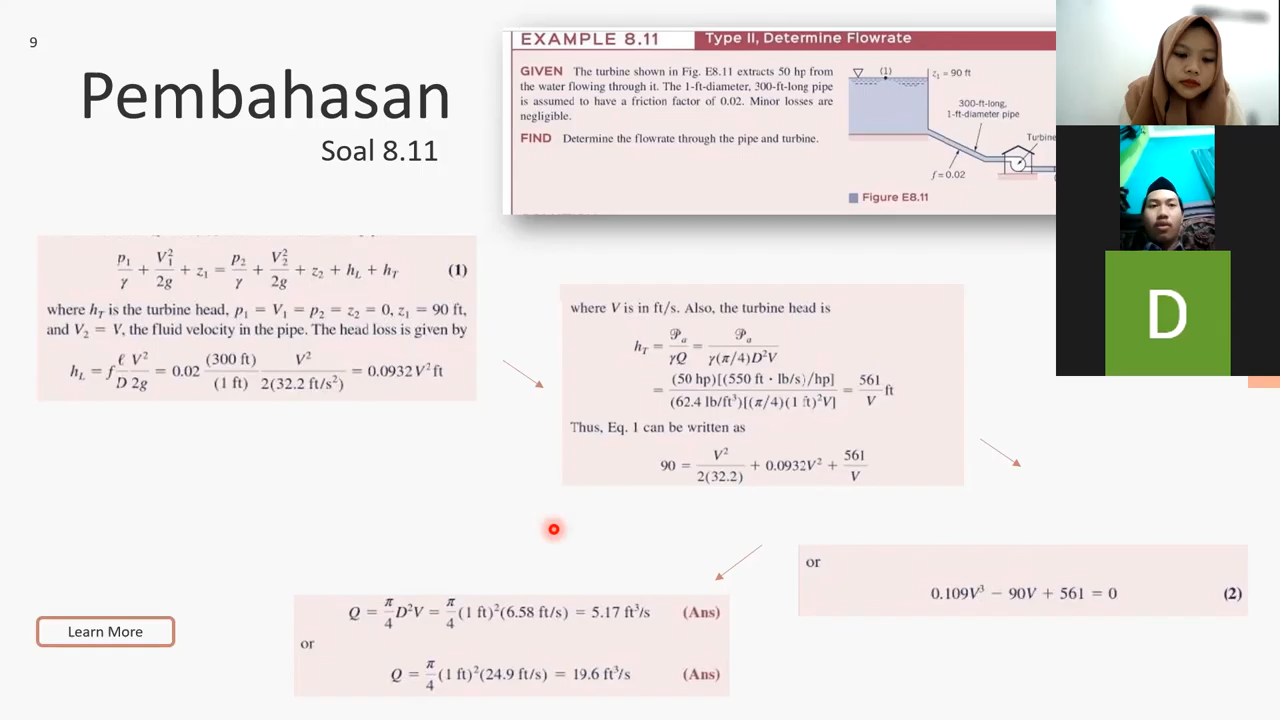 9
Pembahasan
Soal 8.11
EXAMPLE 8.11 Type II, Determine Flowrate
GIVEN The turbine shown in Fig. E8.11 extracts 50 hp from
the water flowing through it. The 1-ft-diameter, 300-ft-long pipe
is assumed to have a friction factor of 0.02. Minor losses are
negligible.
FIND Determine the flowrate through the pipe and turbine.
(1)
z₁ = 90 ft
300-ft-long,
1-ft-diameter pipe
Turbine
f = 0.02
Figure E8.11
p₁/γ + V₁²/2g + z₁ = p₂/γ + V₂²/2g + z₂ + h_L + h_T (1)
where h_T is the turbine head, p₁ = V₁ = p₂ = z₂ = 0, z₁ = 90 ft,
and V₂ = V, the fluid velocity in the pipe. The head loss is given by
h_L = f ℓ/D V²/2g = 0.02 (300 ft)/(1 ft) V²/2(32.2 ft/s²) = 0.0932 V² ft
where V is in ft/s. Also, the turbine head is
h_T = 𝒫ₐ/γQ = 𝒫ₐ/γ(π/4)D²V
= (50 hp)[(550 ft · lb/s)/hp]/(62.4 lb/ft³)[(π/4)(1 ft)²V] = 561/V ft
Thus, Eq. 1 can be written as
90 = V²/2(32.2) + 0.0932V² + 561/V
or
0.109V³ − 90V + 561 = 0 (2)
Q = π/4 D²V = π/4 (1 ft)²(6.58 ft/s) = 5.17 ft³/s (Ans)
or
Q = π/4 (1 ft)²(24.9 ft/s) = 19.6 ft³/s (Ans)
Learn More
D